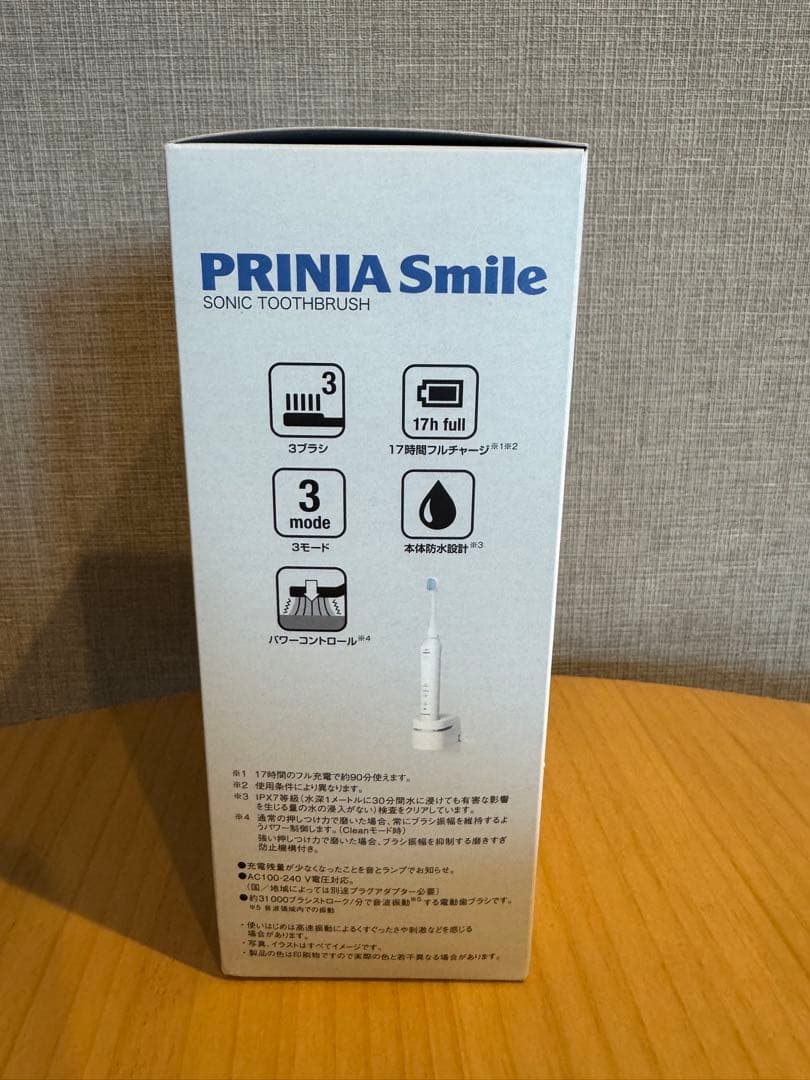 PRINIA Smile
SONIC TOOTHBRUSH
3
3ブラシ
17h full
17時間フルチャージ※1※2
3
mode
3モード
本体防水設計※3
パワーコントロール※4
※1 17時間のフル充電で約90分使えます。
※2 使用条件により異なります。
※3 IPX7等級(水深1メートルに30分間水に浸けても有害な影響
を生じる量の水の浸入がない)検査をクリアしています。
※4 通常の押しつけ力で磨いた場合、常にブラシ振幅を維持するよ
うパワー制御します。(Cleanモード時)
強い押しつけ力で磨いた場合、ブラシ振幅を抑制する磨きすぎ
防止機構付き。
●充電残量が少なくなったことを音とランプでお知らせ。
●AC100-240 V電圧対応。
(国/地域によっては別途プラグアダプター必要)
●約31000ブラシストローク/分で音波振動※5する電動歯ブラシです。
※5 音波領域内での振動
・使いはじめは高速振動によるくすぐったさや刺激などを感じる
場合があります。
・写真、イラストはすべてイメージです。
・製品の色は印刷物ですので実際の色と若干異なる場合があります。